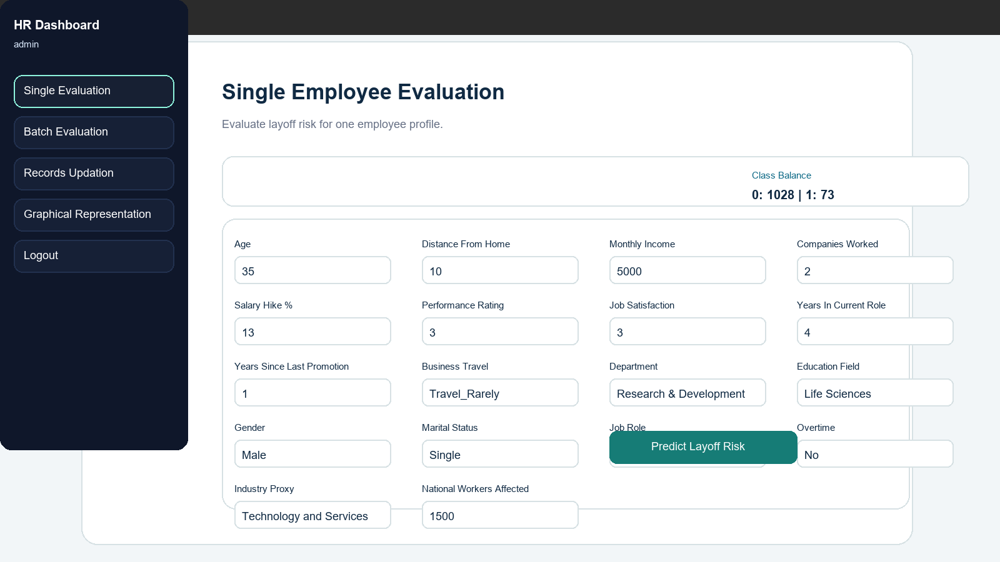 HR Dashboard
admin
Single Evaluation
Batch Evaluation
Records Updation
Graphical Representation
Logout
Single Employee Evaluation
Evaluate layoff risk for one employee profile.
Class Balance
0: 1028 | 1: 73
Age
Distance From Home
Monthly Income
Companies Worked
35
10
5000
2
Salary Hike %
Performance Rating
Job Satisfaction
Years In Current Role
13
3
3
4
Years Since Last Promotion
Business Travel
Department
Education Field
1
Travel_Rarely
Research & Development
Life Sciences
Gender
Marital Status
Job Role
Overtime
Male
Single
Predict Layoff Risk
No
Industry Proxy
National Workers Affected
Technology and Services
1500